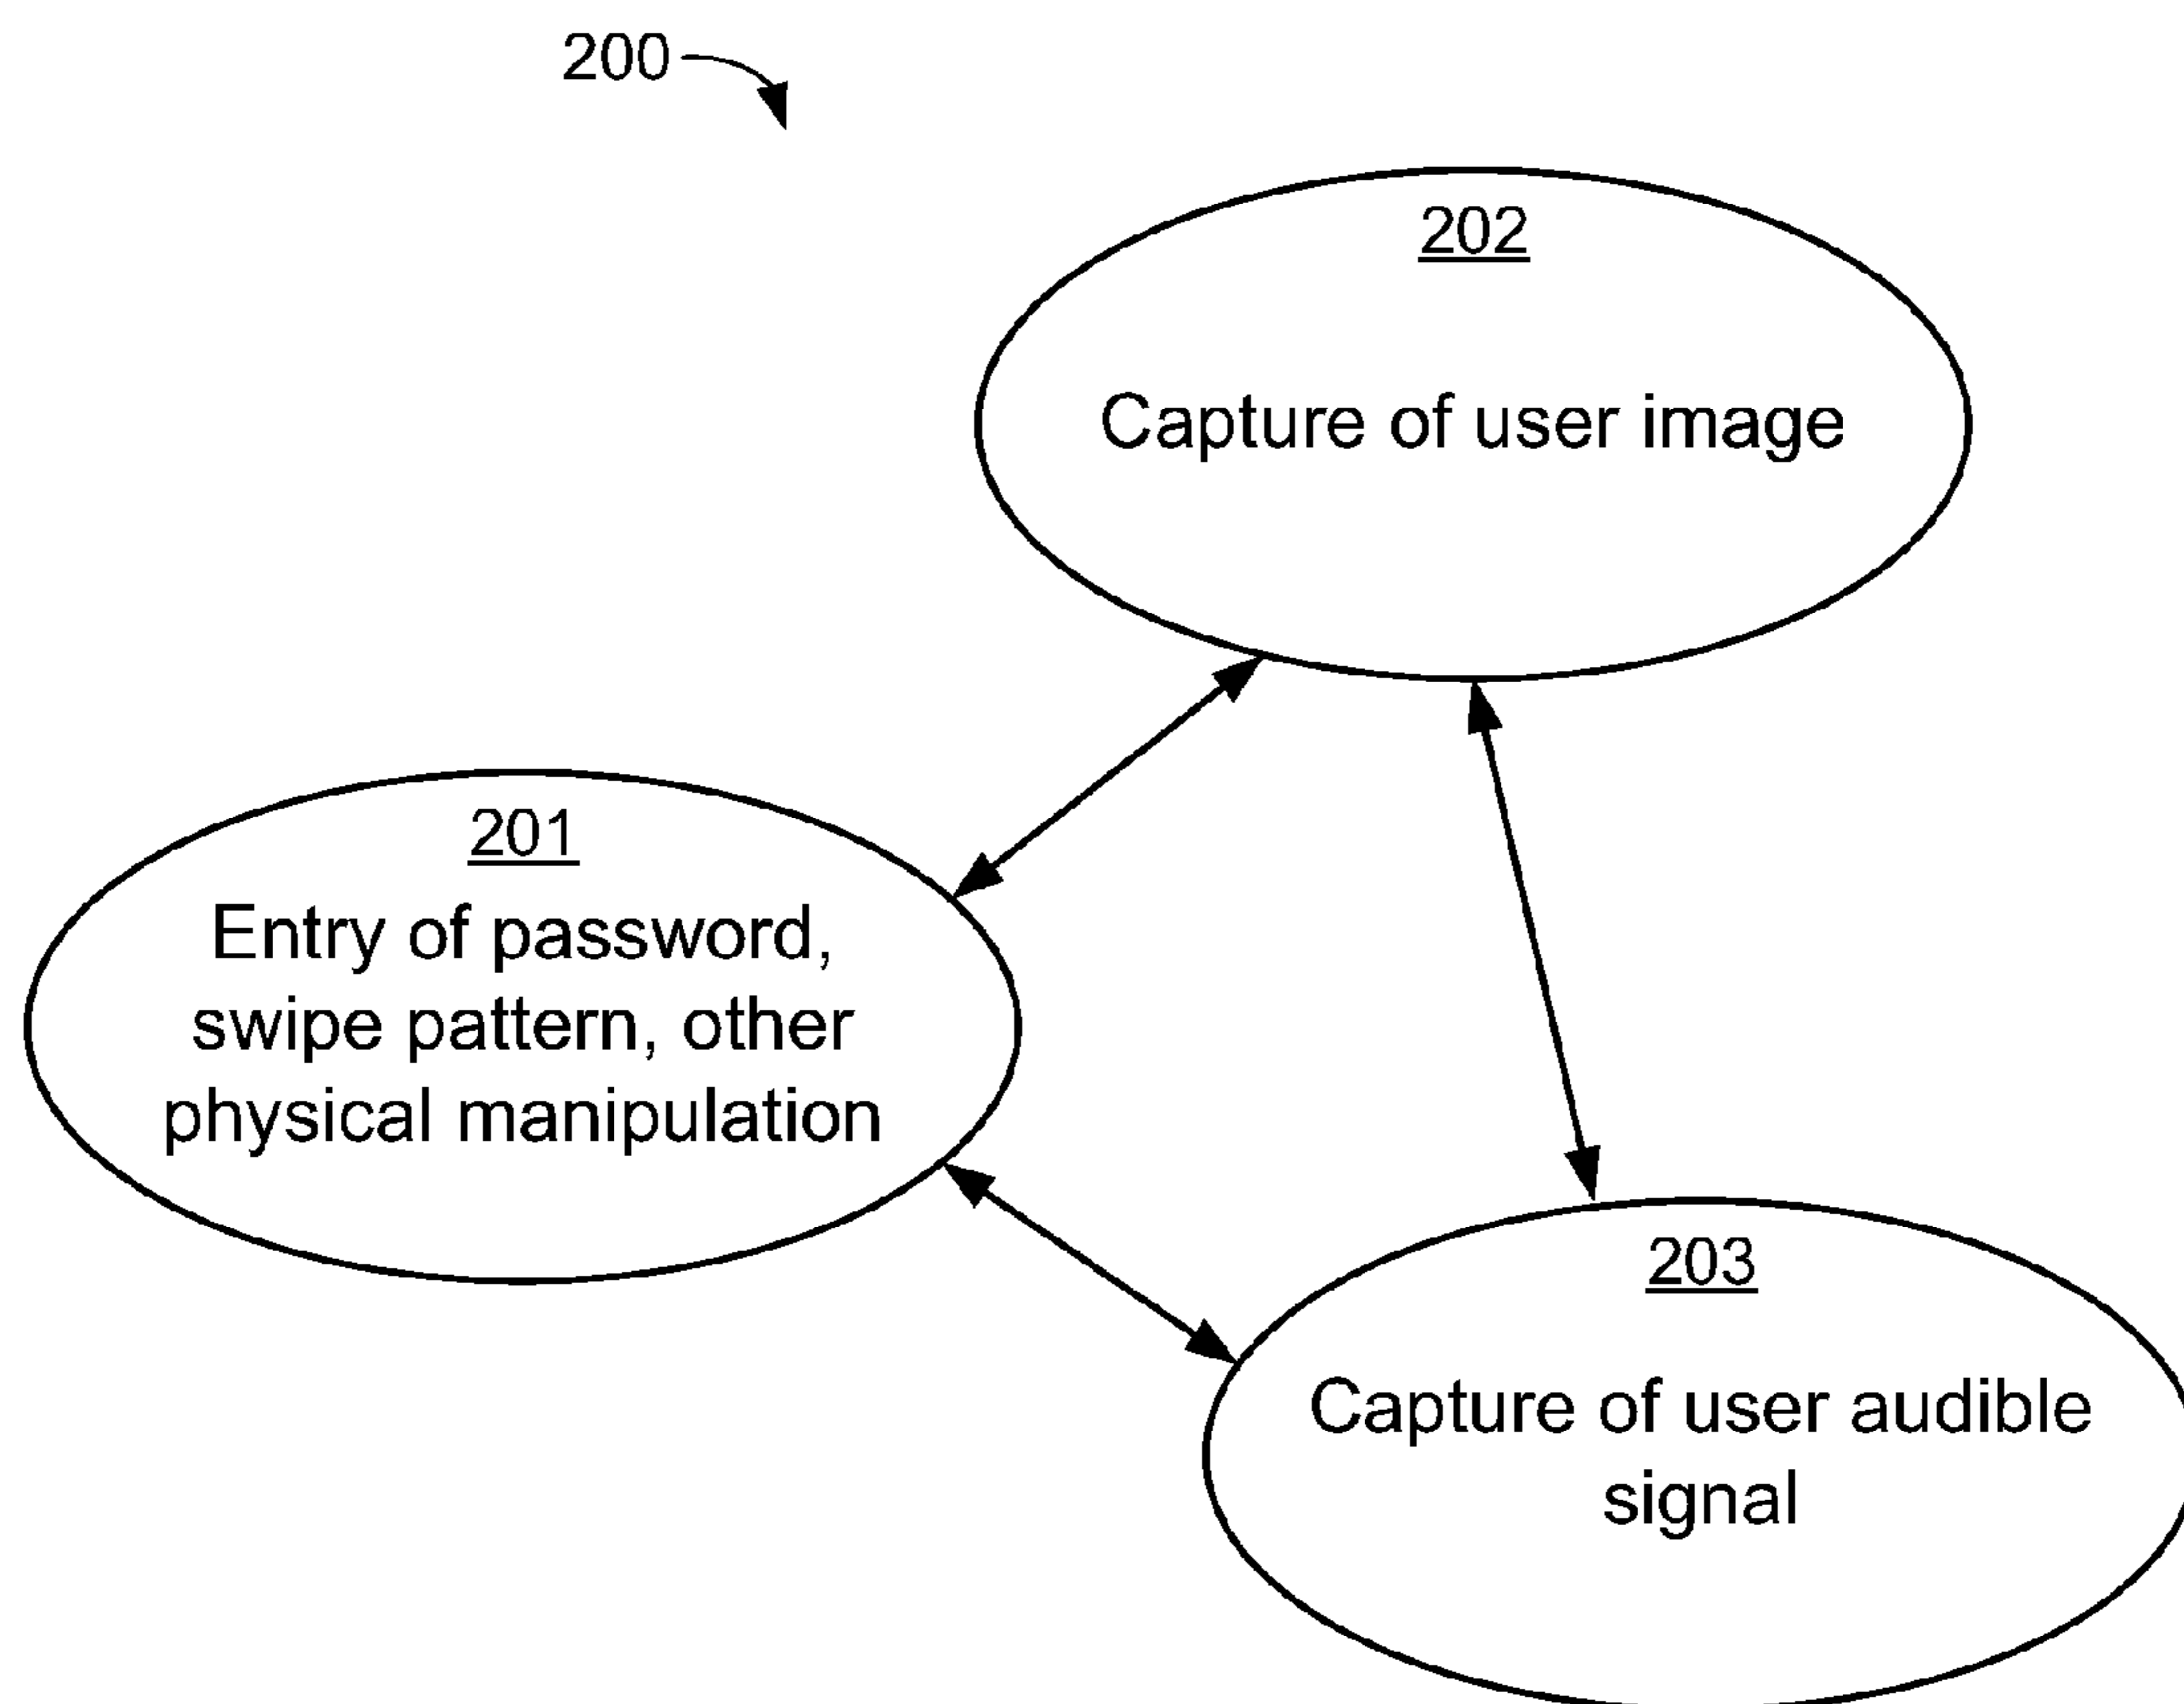 200
202
Capture of user image
201
Entry of password,
swipe pattern, other
physical manipulation
203
Capture of user audible
signal